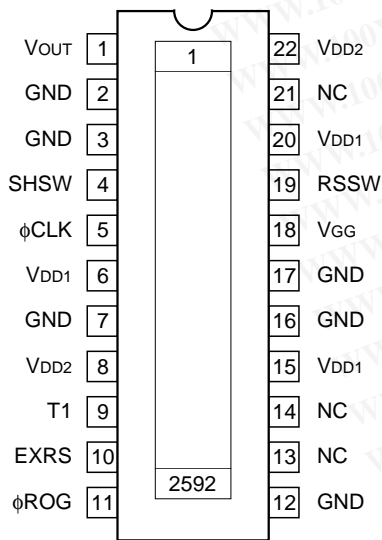 VOUT 1 1 22 VDD2
GND 2 21 NC
GND 3 20 VDD1
SHSW 4 19 RSSW
ϕCLK 5 18 VGG
VDD1 6 17 GND
GND 7 16 GND
VDD2 8 15 VDD1
T1 9 14 NC
EXRS 10 13 NC
ϕROG 11 2592 12 GND